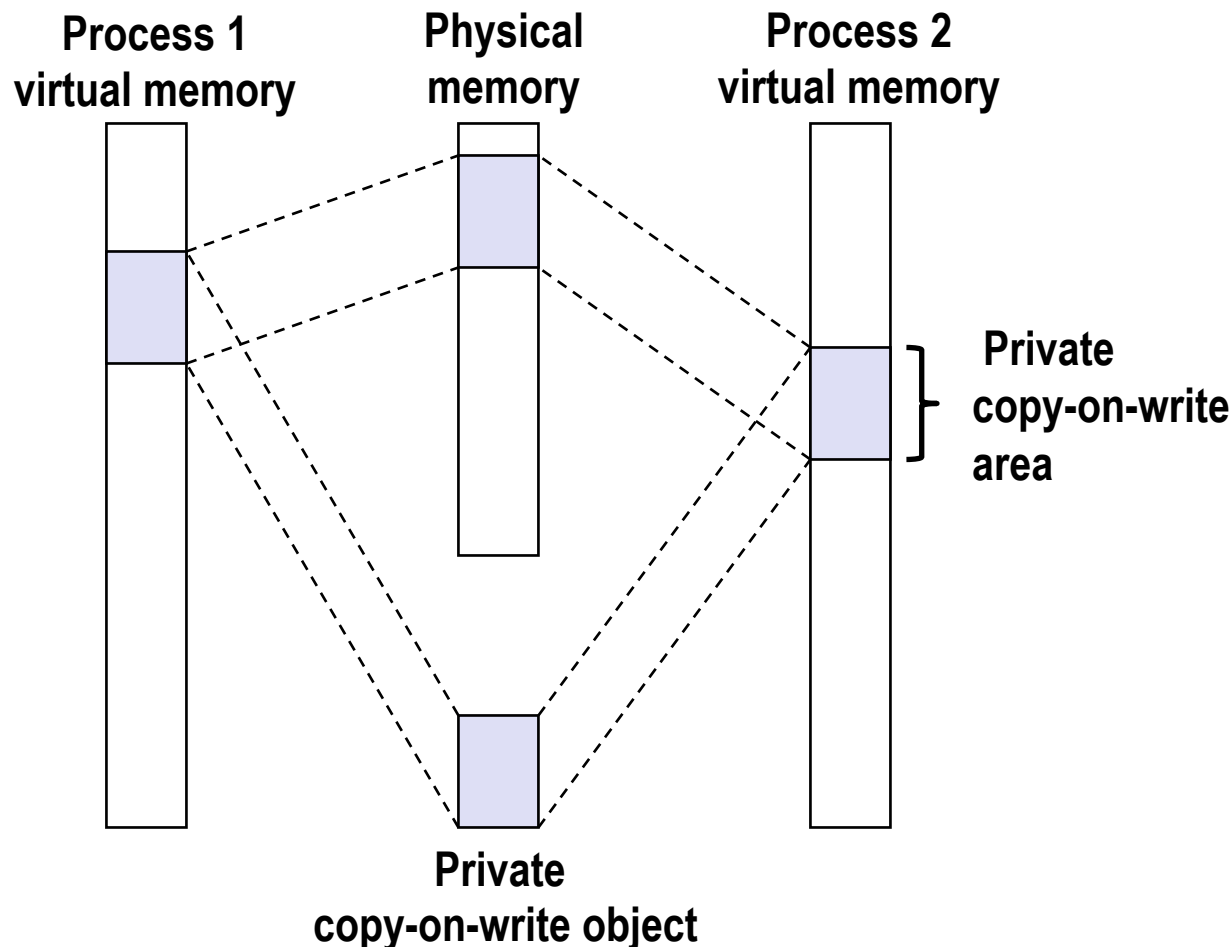 Process 1
virtual memory
Physical
memory
Process 2
virtual memory
Private
copy-on-write
area
Private
copy-on-write object